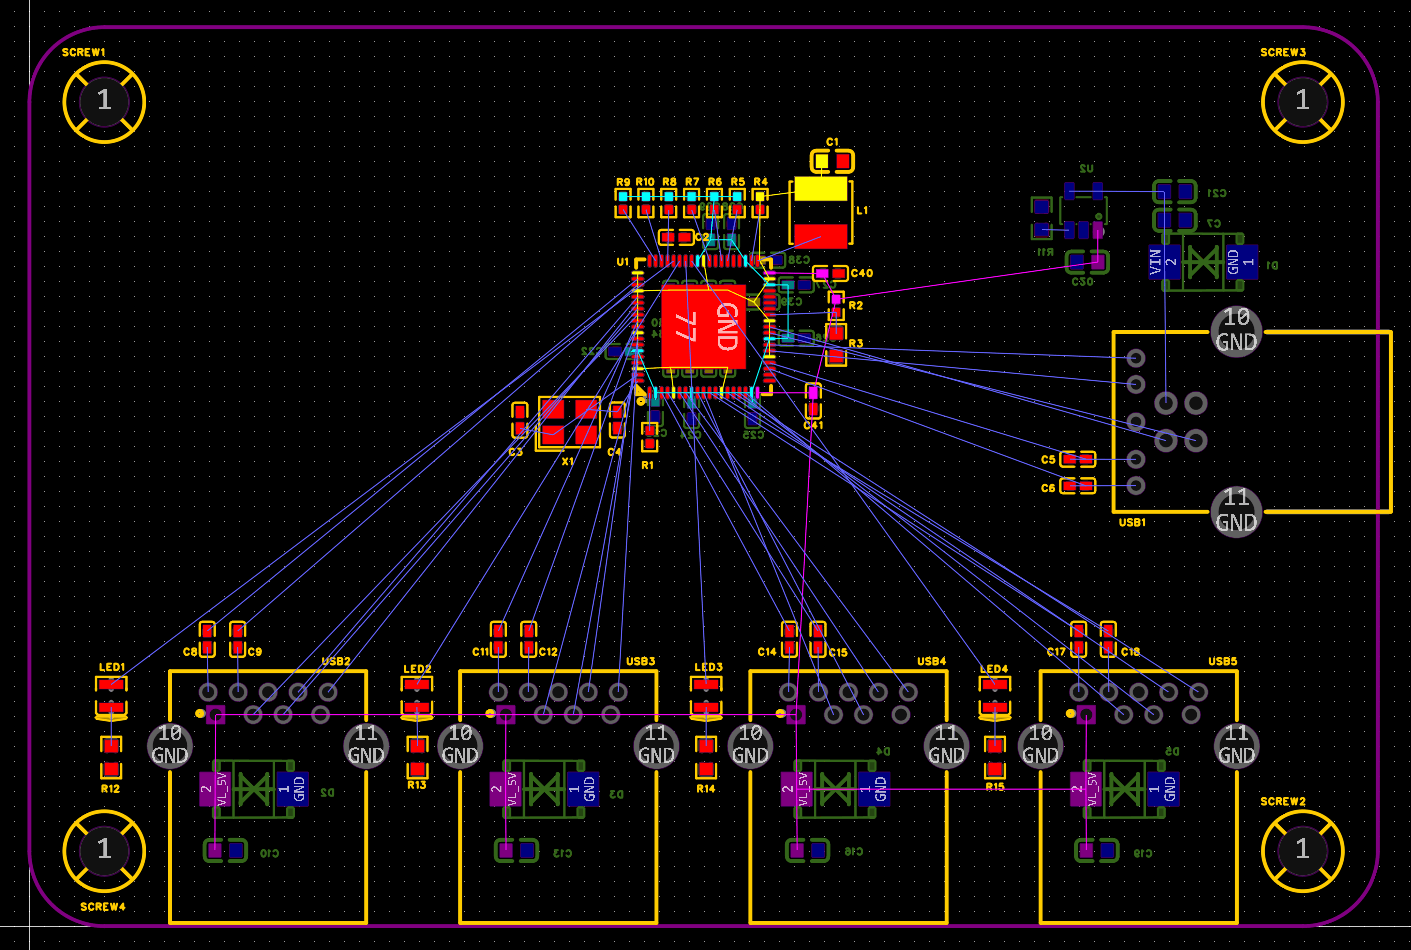 SCREW1
SCREW3
1
1
C1
U2
R9 R10 R8 R7 R6 R5 R4
C21
L1
C7
C2
R11
U1
C38
VIN
2
GND
1
D1
C40
C20
C39
R2
77
GND
10
GND
R3
C22
C41
C24
C25
C3
X1
C4
R1
C5
C6
11
GND
USB1
C8
C9
C11
C12
C14
C15
C17
C18
LED1
USB2
LED2
USB3
LED3
USB4
LED4
USB5
10
GND
11
GND
10
GND
11
GND
10
GND
11
GND
10
GND
11
GND
D4
D5
R12
R13
R14
R15
2
VL_5V
1
GND
D2
2
VL_5V
1
GND
D3
2
VL_5V
1
GND
2
VL_5V
1
GND
SCREW2
1
1
C10
C13
C16
C19
SCREW4